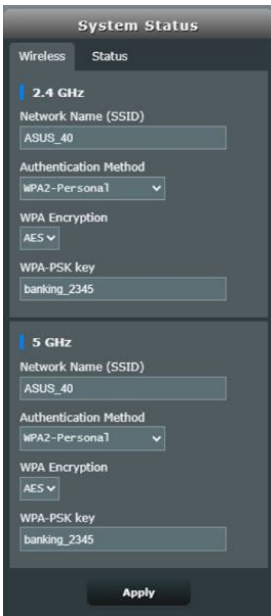 System Status
Wireless Status
2.4 GHz
Network Name (SSID)
ASUS_40
Authentication Method
WPA2-Personal
WPA Encryption
AES
WPA-PSK key
banking_2345
5 GHz
Network Name (SSID)
ASUS_40
Authentication Method
WPA2-Personal
WPA Encryption
AES
WPA-PSK key
banking_2345
Apply